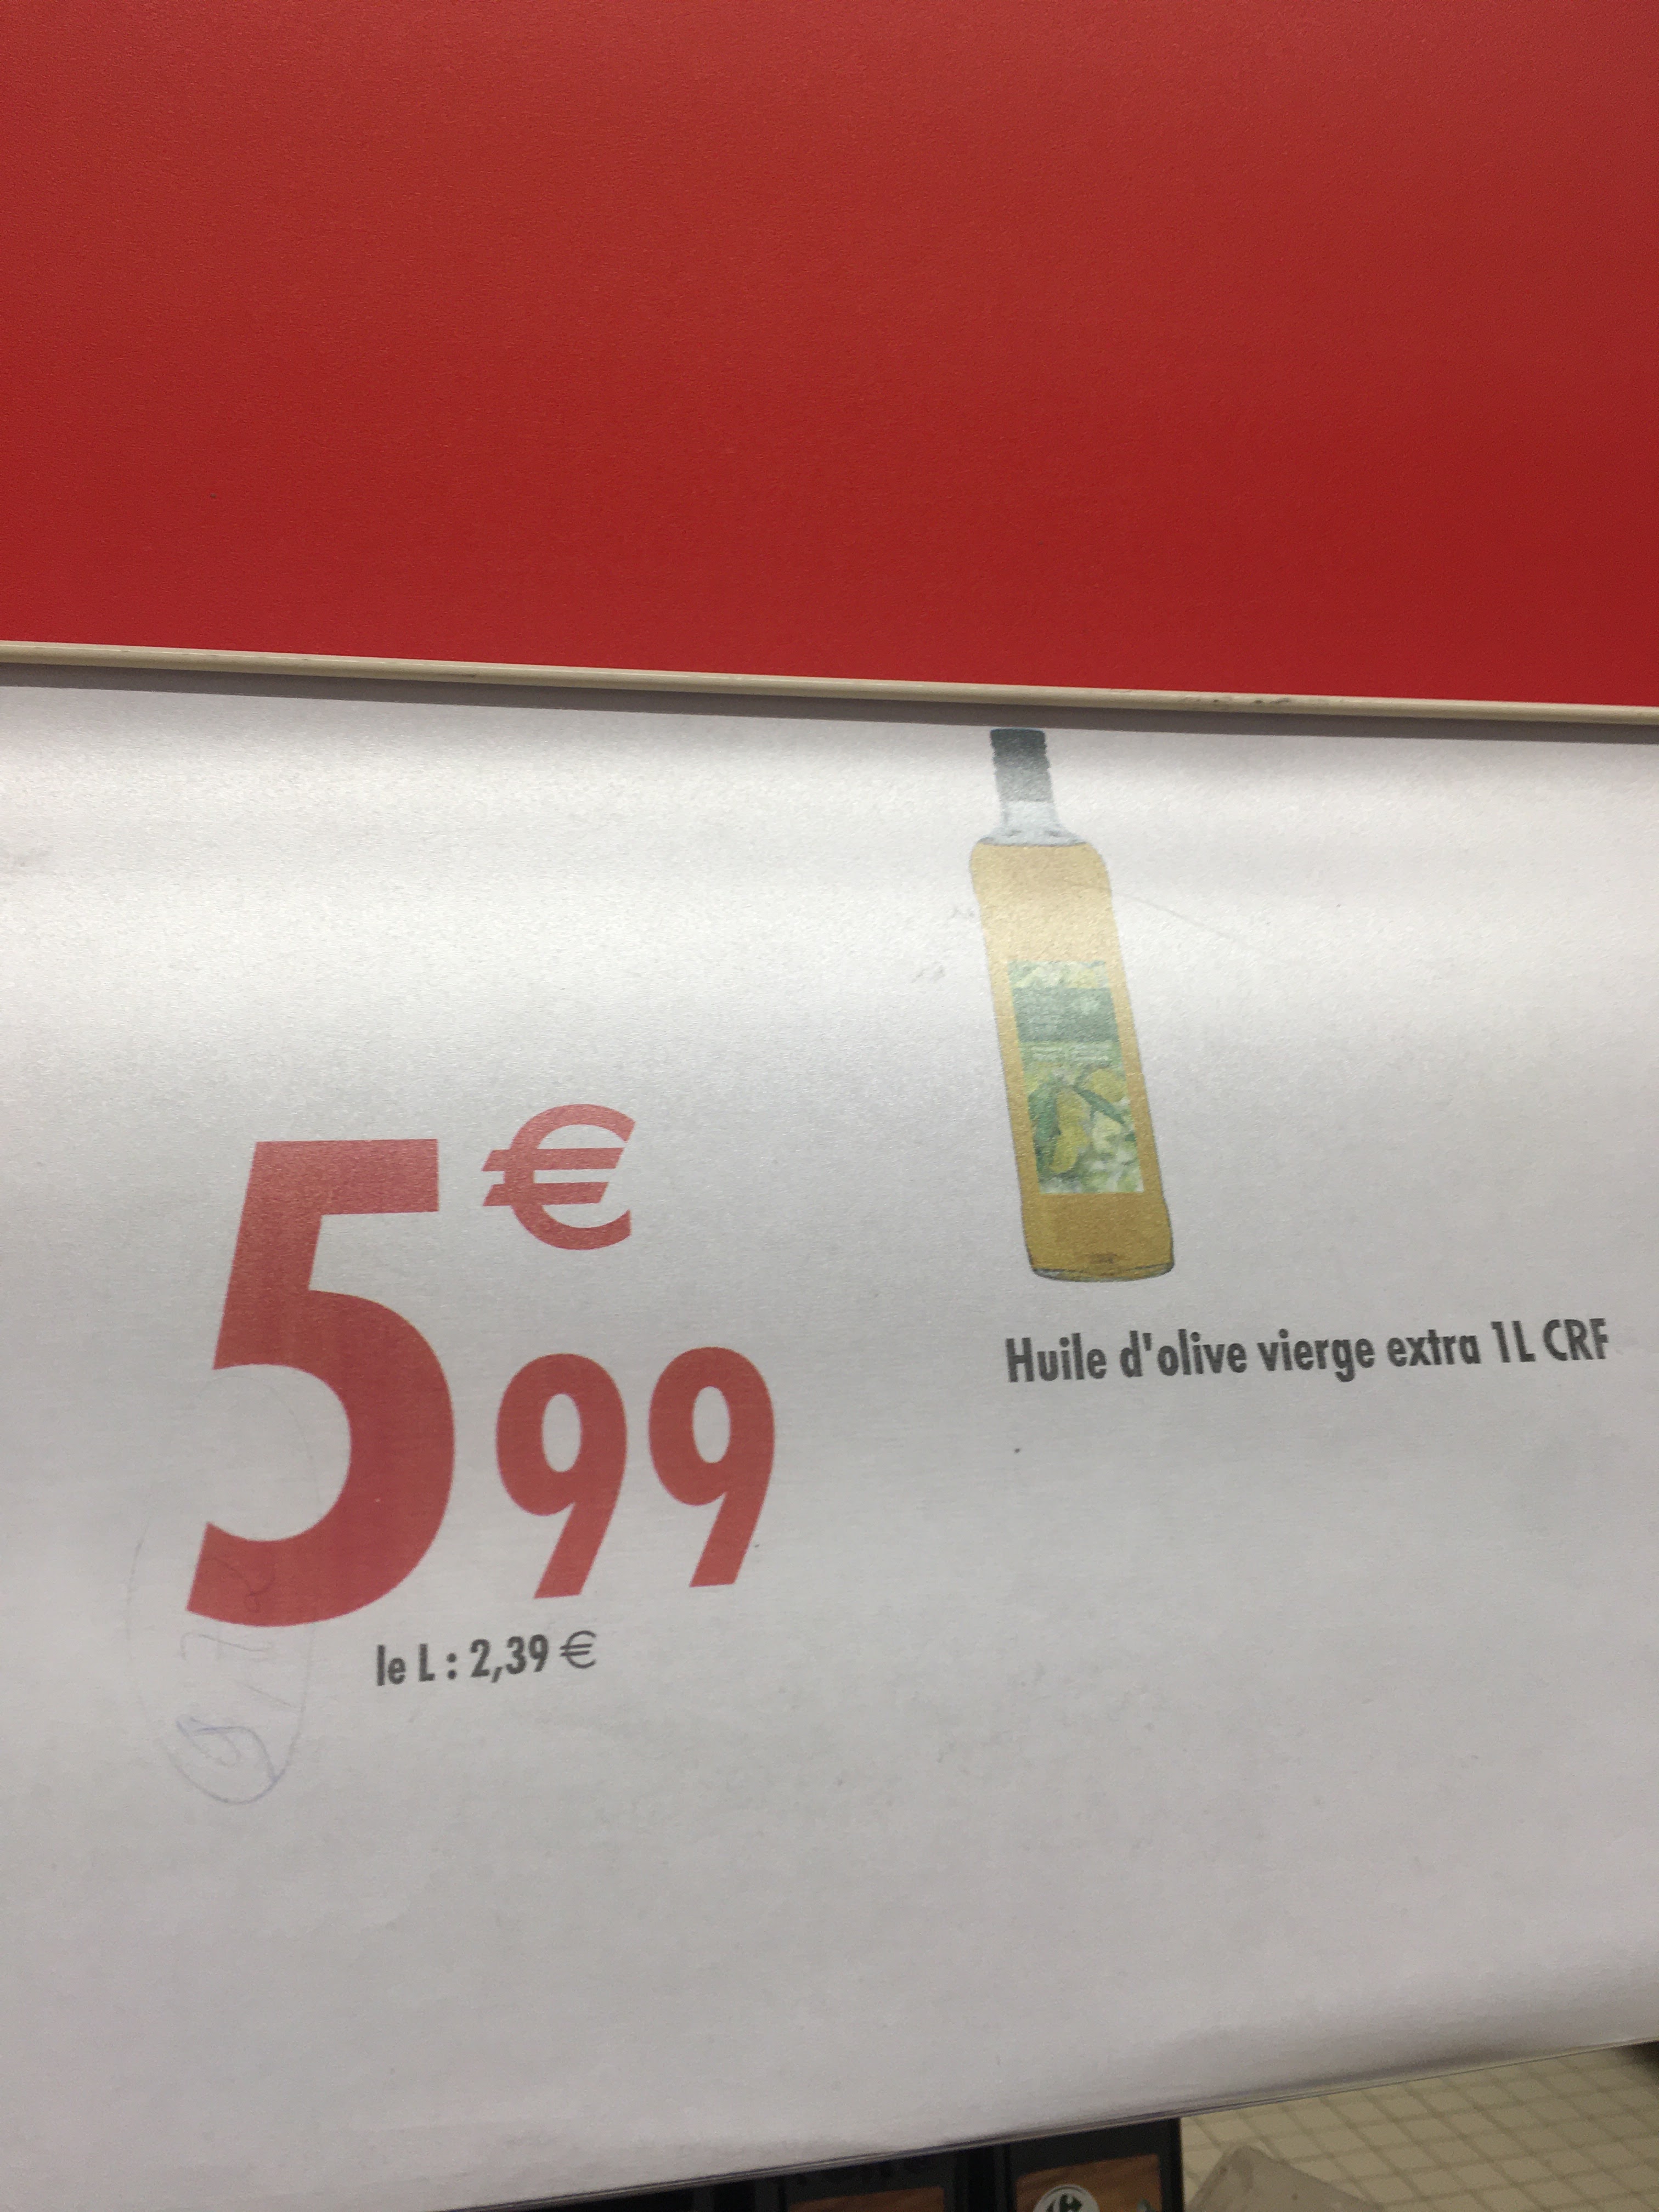 5€99
le L : 2,39 €
Huile d'olive vierge extra 1L CRF